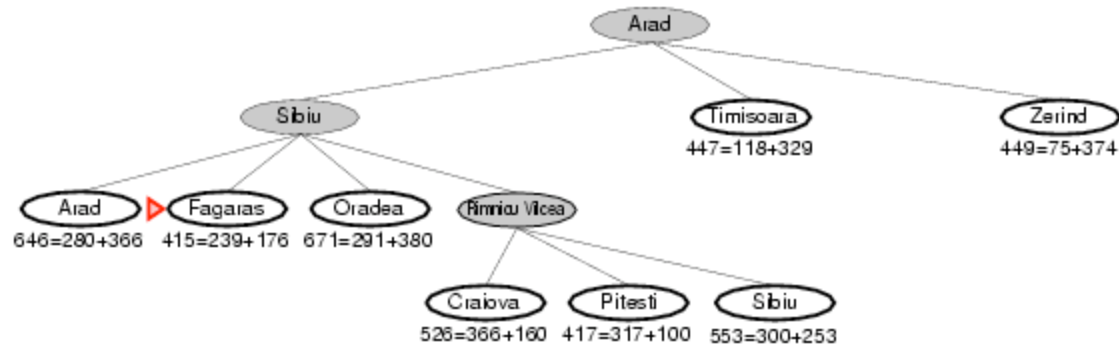 Arad
Sibiu
Timisoara
Zerind
447=118+329
449=75+374
Arad
Fagaras
Oradea
Rimnicu Vilcea
646=280+366
415=239+176
671=291+380
Craiova
Pitesti
Sibiu
526=366+160
417=317+100
553=300+253